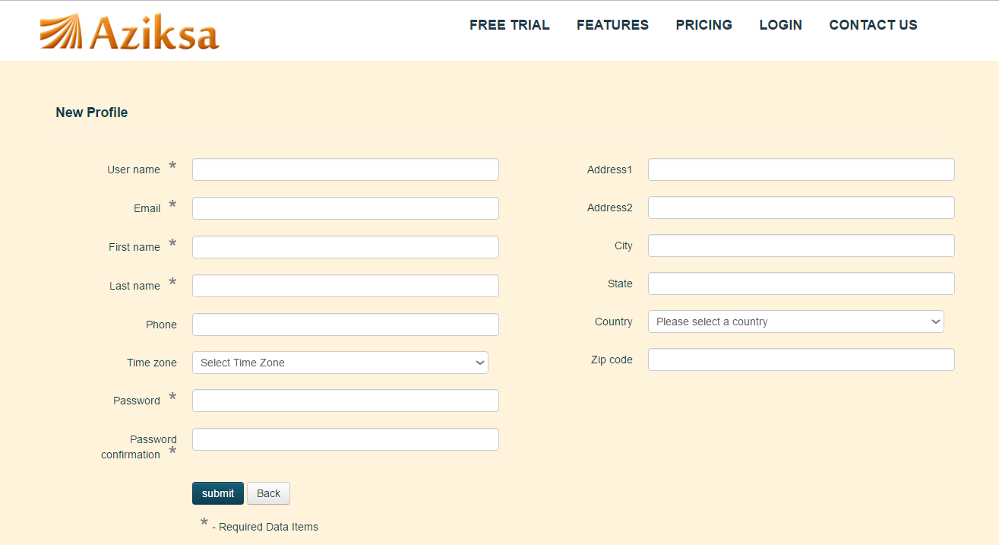 Aziksa
FREE TRIAL FEATURES PRICING LOGIN CONTACT US
New Profile
User name *
Email *
First name *
Last name *
Phone
Time zone Select Time Zone
Password *
Password
confirmation *
submit Back
* - Required Data Items
Address1
Address2
City
State
Country Please select a country
Zip code